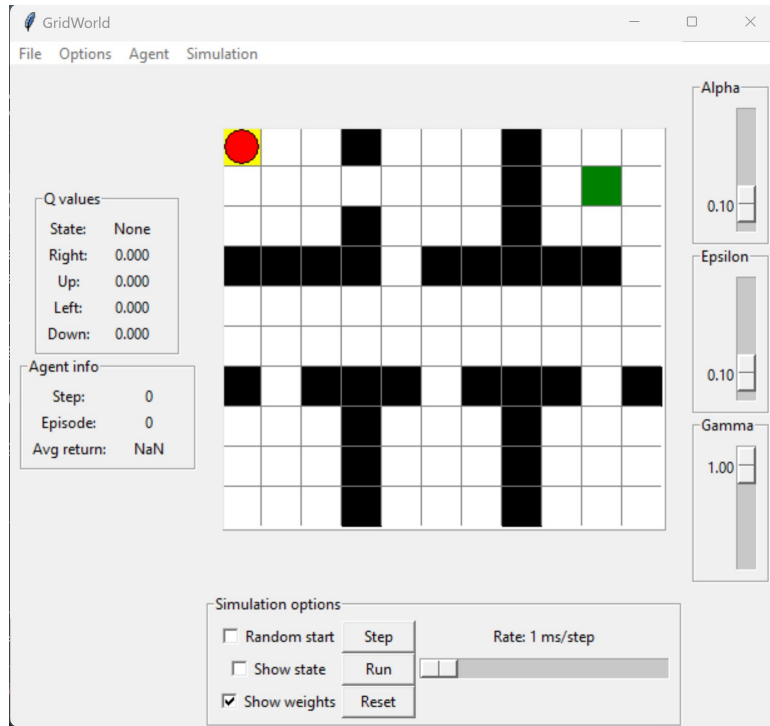 GridWorld
File Options Agent Simulation
Alpha
0.10
Q values
State: None
Right: 0.000
Up: 0.000
Left: 0.000
Down: 0.000
Epsilon
0.10
Agent info
Step: 0
Episode: 0
Avg return: NaN
Gamma
1.00
Simulation options
Random start Step Rate: 1 ms/step
Show state Run
Show weights Reset